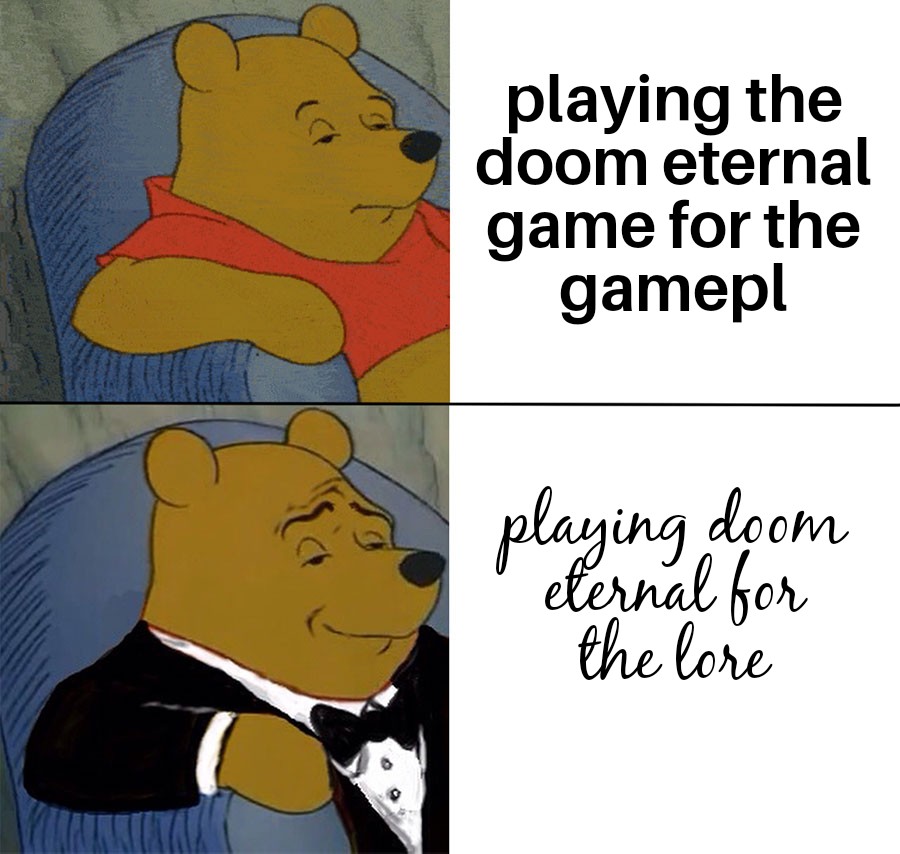 playing the
doom eternal
game for the
gamepl
playing doom
eternal for
the lore